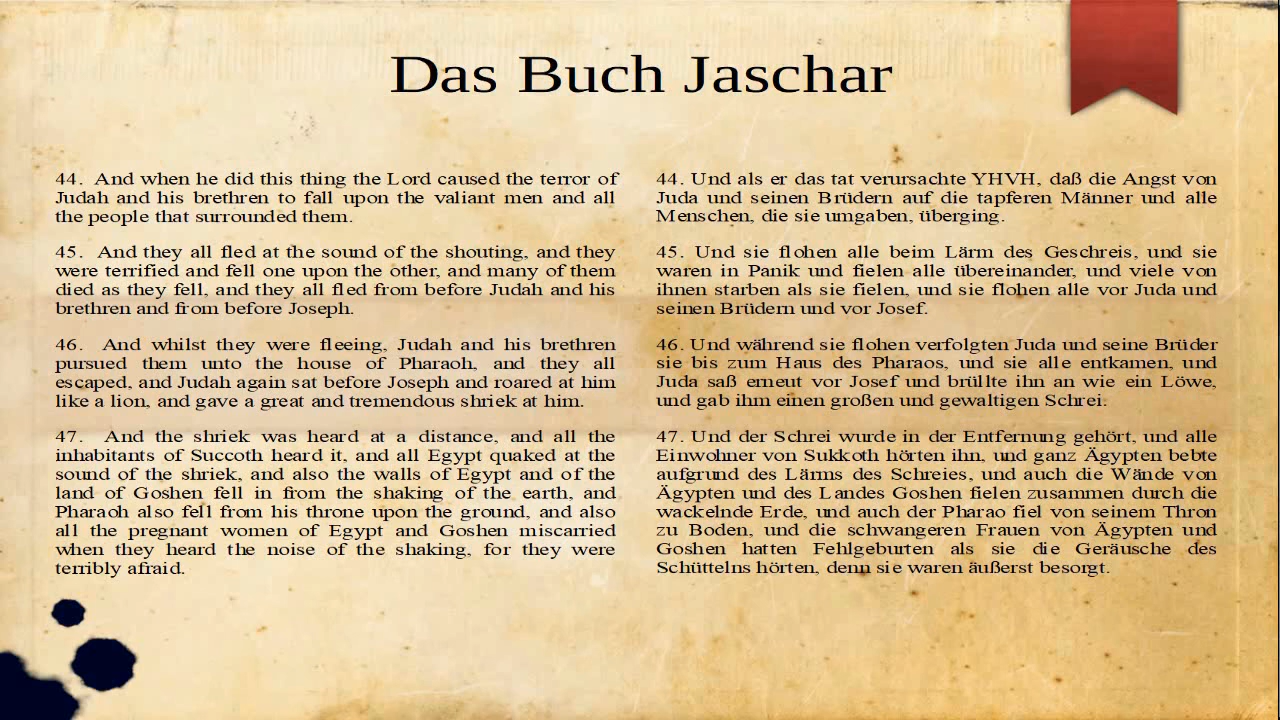 Das Buch Jaschar
44. And when he did this thing the Lord caused the terror of
Judah and his brethren to fall upon the valiant men and all
the people that surrounded them.
45. And they all fled at the sound of the shouting, and they
were terrified and fell one upon the other, and many of them
died as they fell, and they all fled from before Judah and his
brethren and from before Joseph.
46. And whilst they were fleeing, Judah and his brethren
pursued them unto the house of Pharaoh, and they all
escaped, and Judah again sat before Joseph and roared at him
like a lion, and gave a great and tremendous shriek at him.
47. And the shriek was heard at a distance, and all the
inhabitants of Succoth heard it, and all Egypt quaked at the
sound of the shriek, and also the walls of Egypt and of the
land of Goshen fell in from the shaking of the earth, and
Pharaoh also fell from his throne upon the ground, and also
all the pregnant women of Egypt and Goshen miscarried
when they heard the noise of the shaking, for they were
terribly afraid.
44. Und als er das tat verursachte YHVH, daß die Angst von
Juda und seinen Brüdern auf die tapferen Männer und alle
Menschen, die sie umgaben, überging.
45. Und sie flohen alle beim Lärm des Geschreis, und sie
waren in Panik und fielen alle übereinander, und viele von
ihnen starben als sie fielen, und sie flohen alle vor Juda und
seinen Brüdern und vor Josef.
46. Und während sie flohen verfolgten Juda und seine Brüder
sie bis zum Haus des Pharaos, und sie alle entkamen, und
Juda saß erneut vor Josef und brüllte ihn an wie ein Löwe,
und gab ihm einen großen und gewaltigen Schrei.
47. Und der Schrei wurde in der Entfernung gehört, und alle
Einwohner von Sukkoth hörten ihn, und ganz Ägypten bebte
aufgrund des Lärms des Schreies, und auch die Wände von
Ägypten und des Landes Goshen fielen zusammen durch die
wackelnde Erde, und auch der Pharao fiel von seinem Thron
zu Boden, und die schwangeren Frauen von Ägypten und
Goshen hatten Fehlgeburten als sie die Geräusche des
Schüttelns hörten, denn sie waren äußerst besorgt.